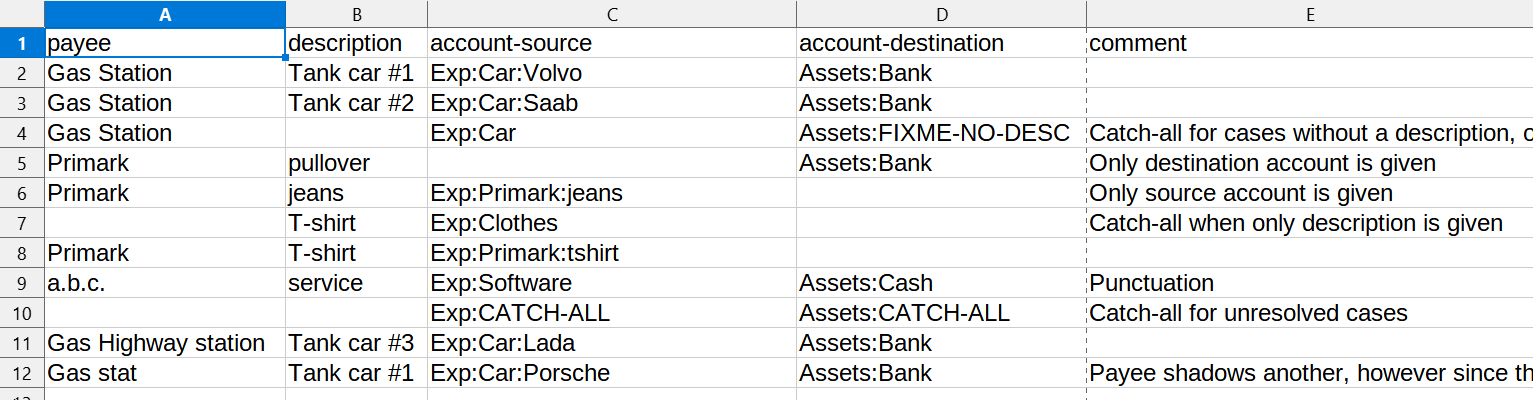 A B C D E
1 payee description account-source account-destination comment
2 Gas Station Tank car #1 Exp:Car:Volvo Assets:Bank
3 Gas Station Tank car #2 Exp:Car:Saab Assets:Bank
4 Gas Station Exp:Car Assets:FIXME-NO-DESC Catch-all for cases without a description,
5 Primark pullover Assets:Bank Only destination account is given
6 Primark jeans Exp:Primark:jeans Only source account is given
7 T-shirt Exp:Clothes Catch-all when only description is given
8 Primark T-shirt Exp:Primark:tshirt
9 a.b.c. service Exp:Software Assets:Cash Punctuation
10 Exp:CATCH-ALL Assets:CATCH-ALL Catch-all for unresolved cases
11 Gas Highway station Tank car #3 Exp:Car:Lada Assets:Bank
12 Gas stat Tank car #1 Exp:Car:Porsche Assets:Bank Payee shadows another, however since